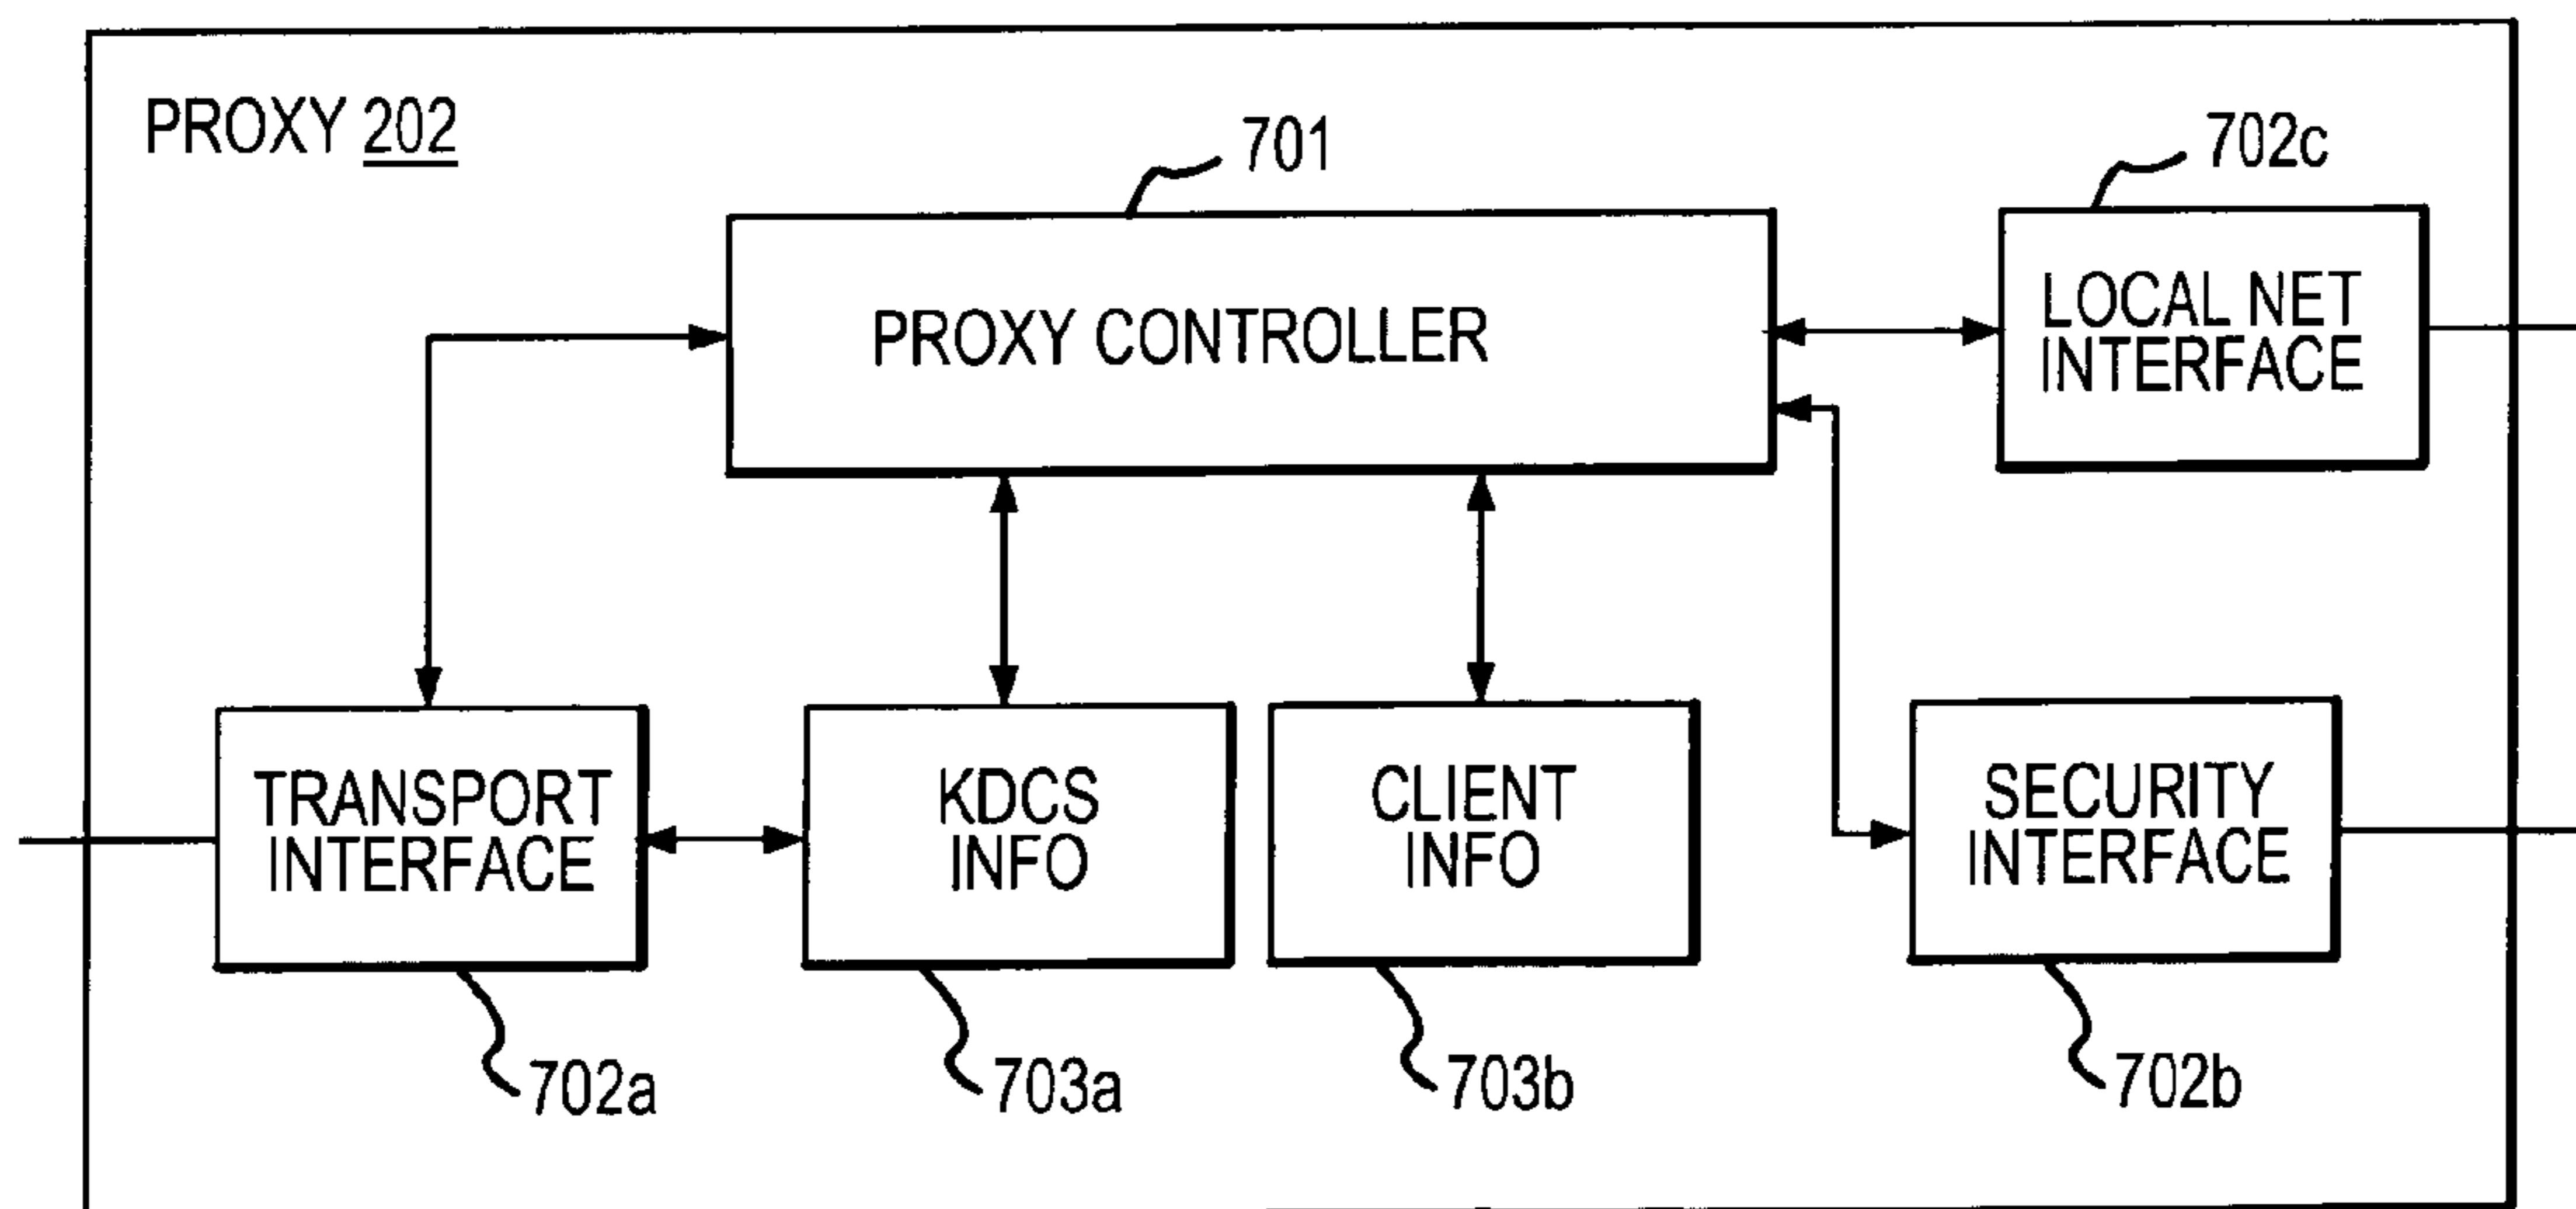 PROXY 202
701
702c
PROXY CONTROLLER
LOCAL NET
INTERFACE
TRANSPORT
INTERFACE
KDCS
INFO
CLIENT
INFO
SECURITY
INTERFACE
702a
703a
703b
702b